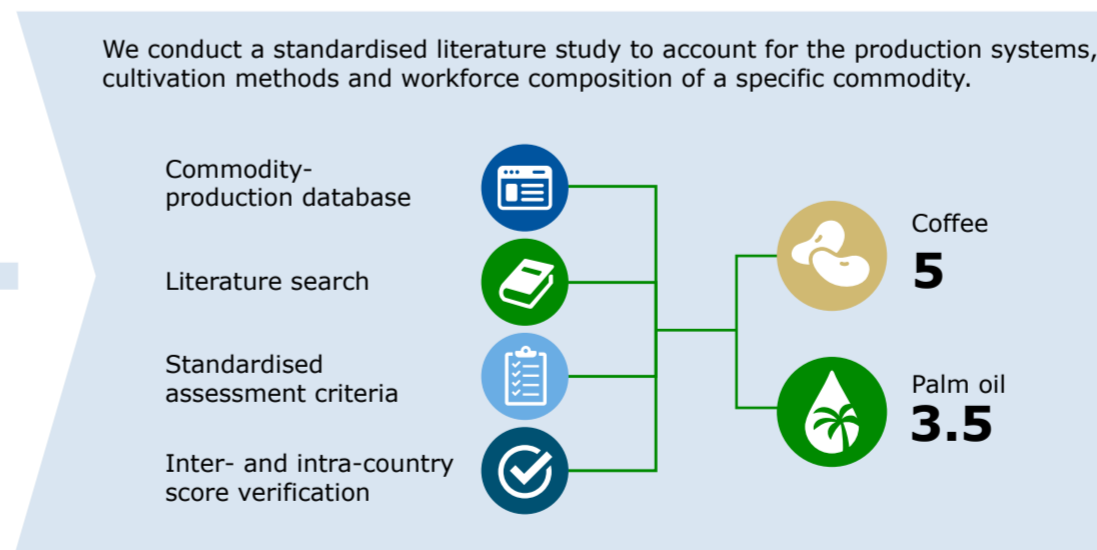 We conduct a standardised literature study to account for the production systems,
cultivation methods and workforce composition of a specific commodity.
Commodity-
production database
Literature search
Standardised
assessment criteria
Inter- and intra-country
score verification
Coffee
5
Palm oil
3.5